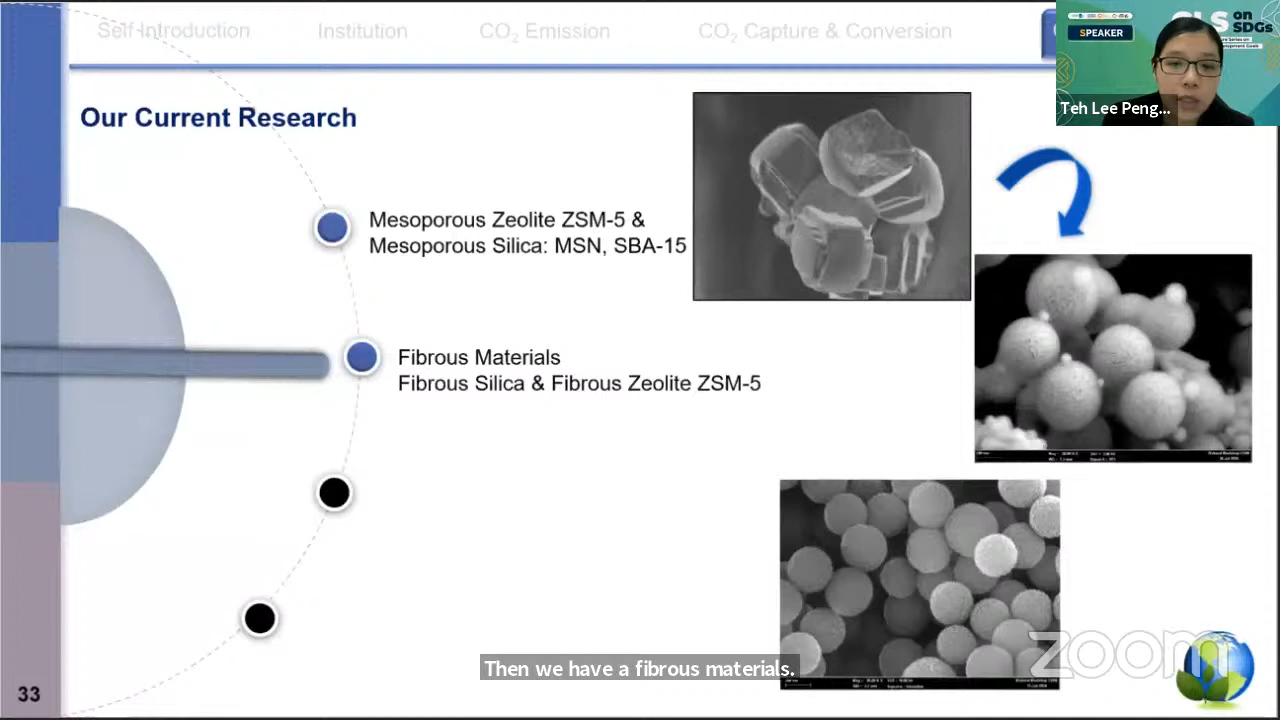 Self Introduction
Institution
CO₂ Emission
CO₂ Capture & Conversion
SPEAKER
on
SDGs
Teh Lee Peng...
Our Current Research
Mesoporous Zeolite ZSM-5 &
Mesoporous Silica: MSN, SBA-15
Fibrous Materials
Fibrous Silica & Fibrous Zeolite ZSM-5
Then we have a fibrous materials.
zoom
33